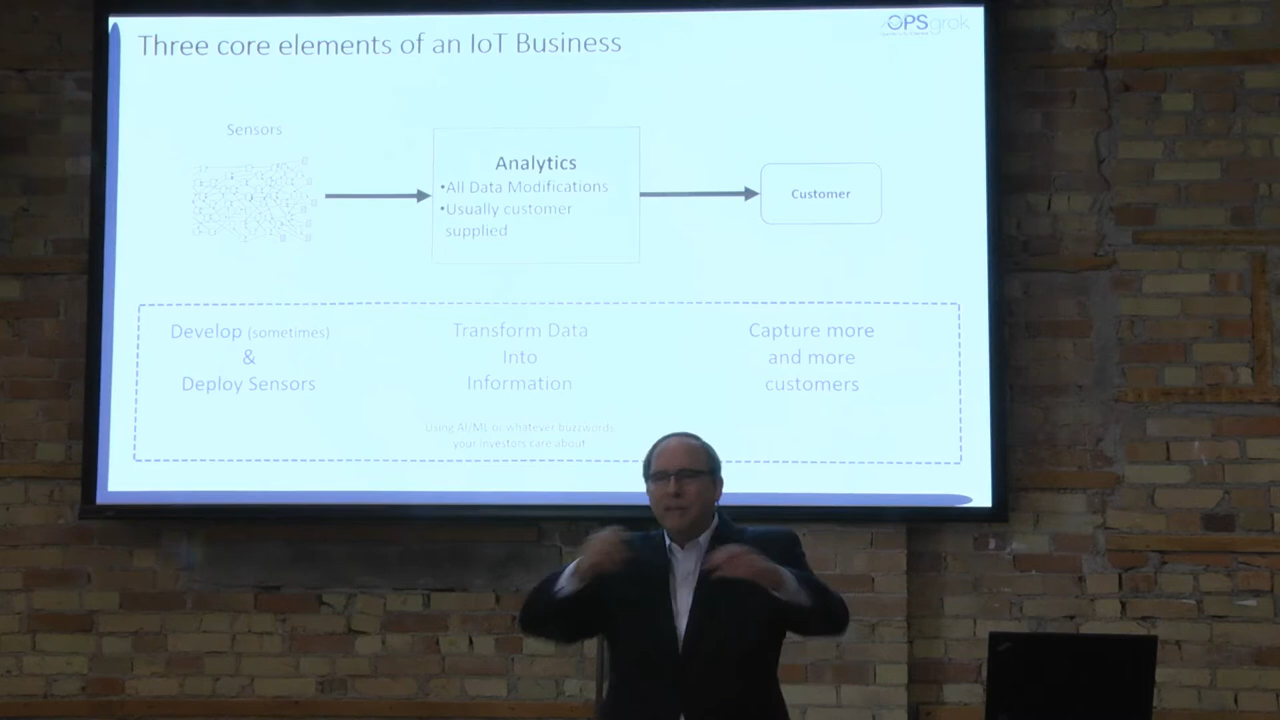 Three core elements of an IoT Business
OPSgrok
Sensors
Analytics
•All Data Modifications
•Usually customer
supplied
Customer
Develop (sometimes)
&
Deploy Sensors
Transform Data
Into
Information
Using AI/ML or whatever buzzwords
your investors care about
Capture more
and more
customers